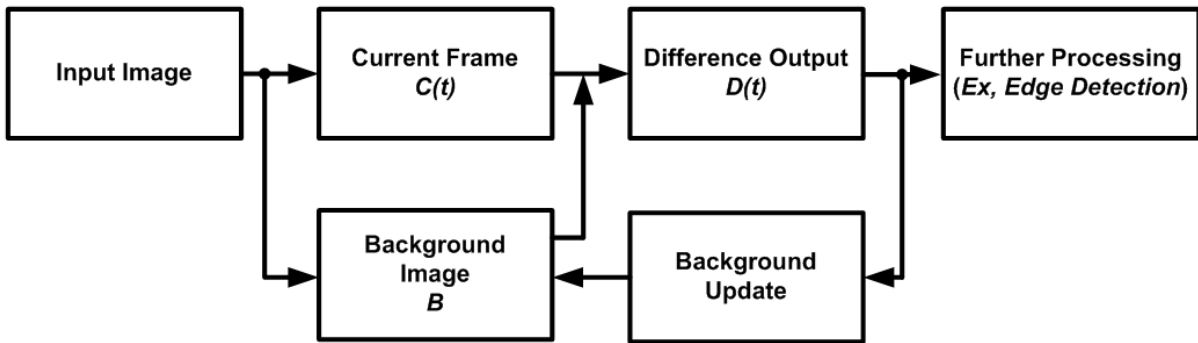 Input Image
Current Frame
C(t)
Difference Output
D(t)
Further Processing
(Ex, Edge Detection)
Background
Image
B
Background
Update